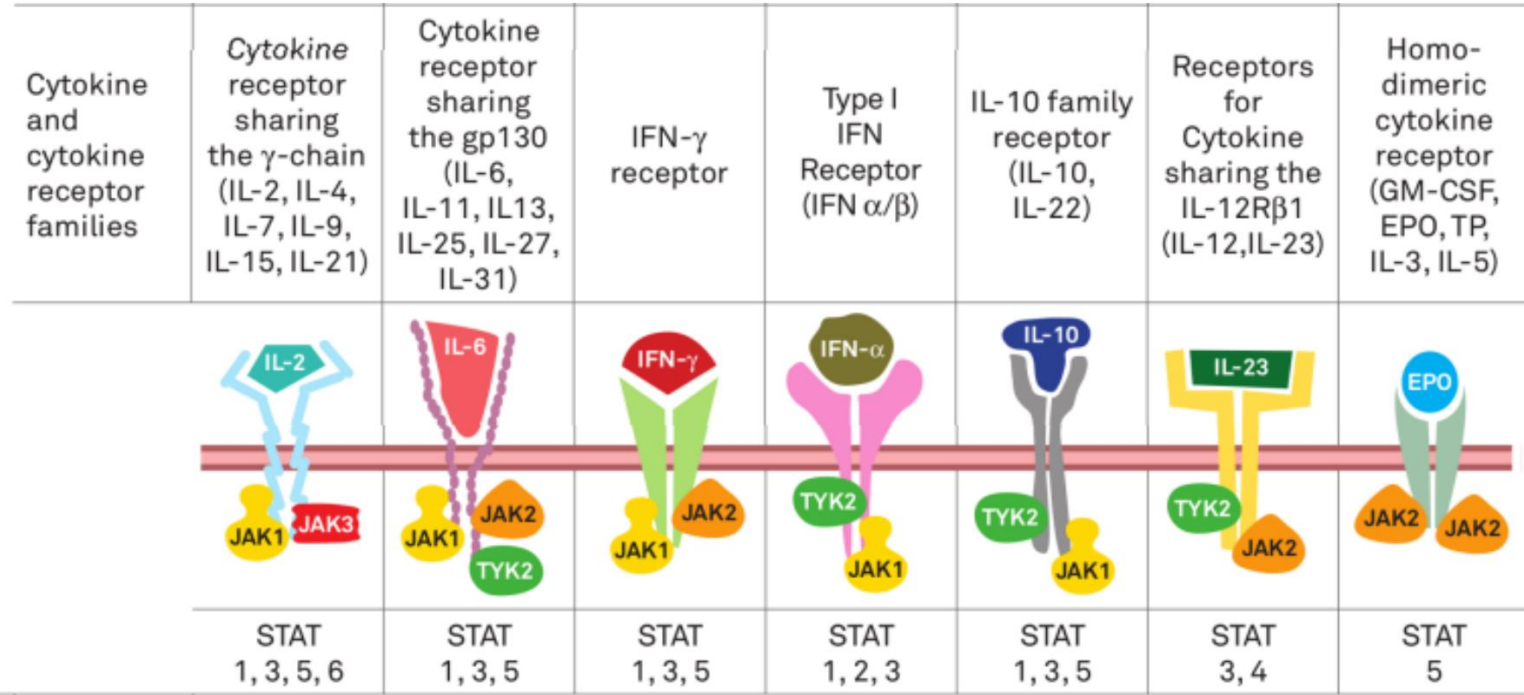 Cytokine
and
cytokine
receptor
families
Cytokine
receptor
sharing
the γ-chain
(IL-2, IL-4,
IL-7, IL-9,
IL-15, IL-21)
Cytokine
receptor
sharing
the gp130
(IL-6,
IL-11, IL13,
IL-25, IL-27,
IL-31)
IFN-γ
receptor
Type I
IFN
Receptor
(IFN α/β)
IL-10 family
receptor
(IL-10,
IL-22)
Receptors
for
Cytokine
sharing the
IL-12Rβ1
(IL-12,IL-23)
Homo-
dimeric
cytokine
receptor
(GM-CSF,
EPO, TP,
IL-3, IL-5)
IL-2
JAK1
JAK3
IL-6
JAK1
JAK2
TYK2
IFN-γ
JAK1
JAK2
IFN-α
TYK2
JAK1
IL-10
TYK2
JAK1
IL-23
TYK2
JAK2
EPO
JAK2
JAK2
STAT
1, 3, 5, 6
STAT
1, 3, 5
STAT
1, 3, 5
STAT
1, 2, 3
STAT
1, 3, 5
STAT
3, 4
STAT
5